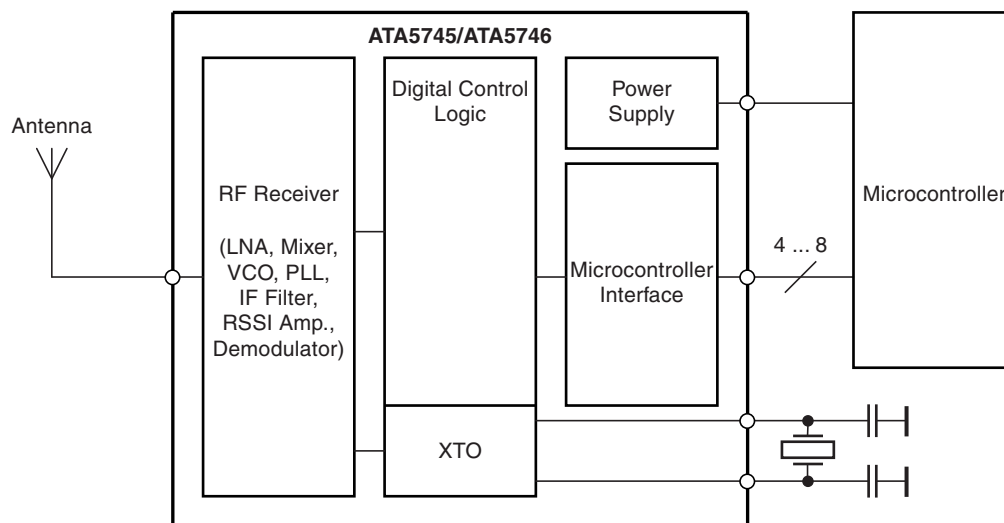 ATA5745/ATA5746
Antenna
RF Receiver
(LNA, Mixer,
VCO, PLL,
IF Filter,
RSSI Amp.,
Demodulator)
Digital Control
Logic
XTO
Power
Supply
Microcontroller
Interface
4 ... 8
Microcontroller